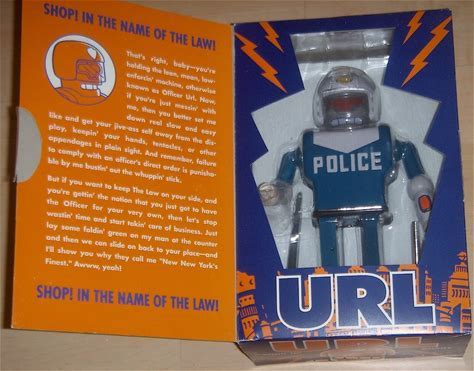 SHOP! IN THE NAME OF THE LAW!
That's right, baby—you're
holding the lean, mean, law-
enforcin' machine, otherwise
known as Officer Url. Now,
if you're just messin' with
me, then you better set me
down real slow and easy
like and get your jive-ass self away from the dis-
play, keepin' your hands, tentacles, or other
appendages in plain sight. And remember, failure
to comply with an officer's direct order is punisha-
ble by me bustin' out the whuppin' stick.
But if you want to keep The Law on your side, and
you're gettin' the notion that you just got to have
the Officer for your very own, then let's stop
wastin' time and start takin' care of business. Just
lay some foldin' green on my man at the counter
and then we can slide on back to your place—and
I'll show you why they call me "New New York's
Finest." Awww, yeah!
SHOP! IN THE NAME OF THE LAW!
POLICE
URL
URL